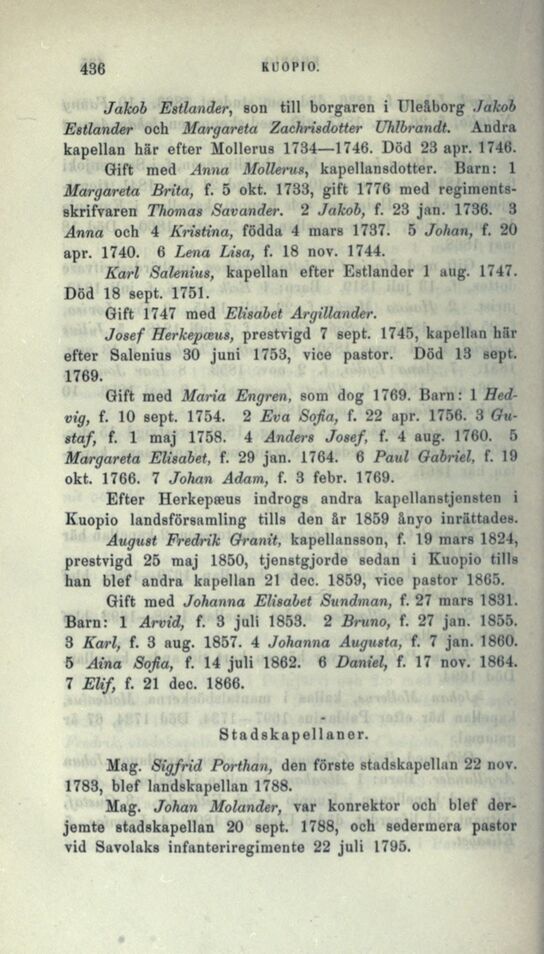 436 KUOPIO.
Jakob Estlander, son till borgaren i Uleåborg Jakob
Estlander och Margareta Zachrisdotter Uhlbrandt. Andra
kapellan här efter Mollerus 1734—1746. Död 23 apr. 1746.
Gift med Anna Mollerus, kapellansdotter. Barn: 1
Margareta Brita, f. 5 okt. 1733, gift 1776 med regiments-
skrifvaren Thomas Savander. 2 Jakob, f. 23 jan. 1736. 3
Anna och 4 Kristina, födda 4 mars 1737. 5 Johan, f. 20
apr. 1740. 6 Lena Lisa, f. 18 nov. 1744.
Karl Salenius, kapellan efter Estlander 1 aug. 1747.
Död 18 sept. 1751.
Gift 1747 med Elisabet Argillander.
Josef Herkepæus, prestvigd 7 sept. 1745, kapellan här
efter Salenius 30 juni 1753, vice pastor. Död 13 sept.
1769.
Gift med Maria Engren, som dog 1769. Barn: 1 Hed-
vig, f. 10 sept. 1754. 2 Eva Sofia, f. 22 apr. 1756. 3 Gu-
staf, f. 1 maj 1758. 4 Anders Josef, f. 4 aug. 1760. 5
Margareta Elisabet, f. 29 jan. 1764. 6 Paul Gabriel, f. 19
okt. 1766. 7 Johan Adam, f. 3 febr. 1769.
Efter Herkepæus indrogs andra kapellanstjensten i
Kuopio landsförsamling tills den år 1859 ånyo inrättades.
August Fredrik Granit, kapellansson, f. 19 mars 1824,
prestvigd 25 maj 1850, tjenstgjorde sedan i Kuopio tills
han blef andra kapellan 21 dec. 1859, vice pastor 1865.
Gift med Johanna Elisabet Sundman, f. 27 mars 1831.
Barn: 1 Arvid, f. 3 juli 1853. 2 Bruno, f. 27 jan. 1855.
3 Karl, f. 3 aug. 1857. 4 Johanna Augusta, f. 7 jan. 1860.
5 Aina Sofia, f. 14 juli 1862. 6 Daniel, f. 17 nov. 1864.
7 Elif, f. 21 dec. 1866.
Stadskapellaner.
Mag. Sigfrid Porthan, den förste stadskapellan 22 nov.
1783, blef landskapellan 1788.
Mag. Johan Molander, var konrektor och blef der-
jemte stadskapellan 20 sept. 1788, och sedermera pastor
vid Savolaks infanteriregimente 22 juli 1795.